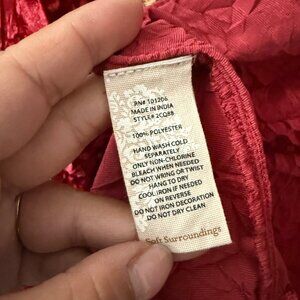 RN# 101206
MADE IN INDIA
STYLE# 2CQ88
100% POLYESTER
HAND WASH COLD
SEPARATELY
ONLY NON-CHLORINE
BLEACH WHEN NEEDED
DO NOT WRING OR TWIST
HANG TO DRY
COOL IRON IF NEEDED
ON REVERSE
DO NOT IRON DECORATION
DO NOT DRY CLEAN
Soft Surroundings